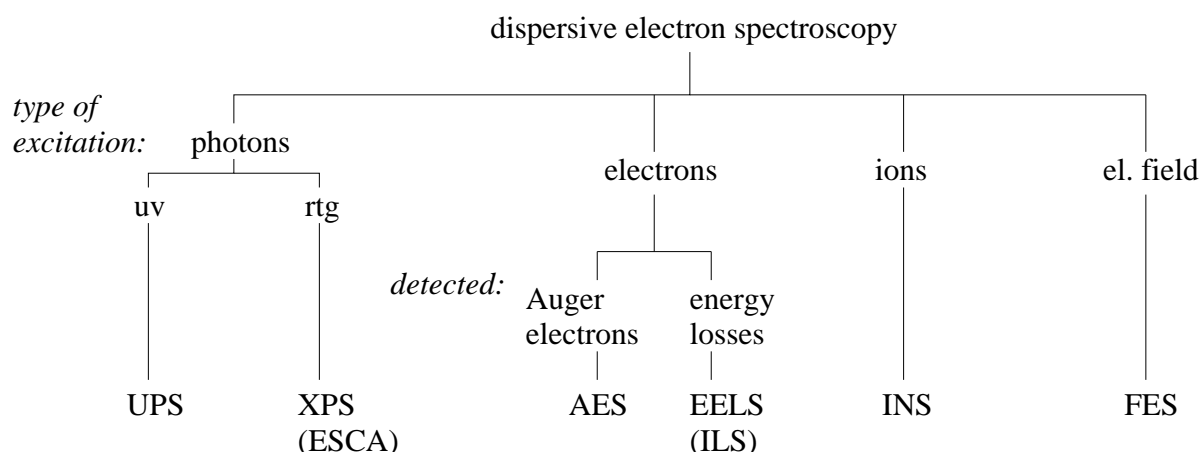 dispersive electron spectroscopy
type of
excitation:
photons
electrons
ions
el. field
uv
rtg
detected:
Auger
electrons
energy
losses
UPS
XPS
(ESCA)
AES
EELS
(ILS)
INS
FES